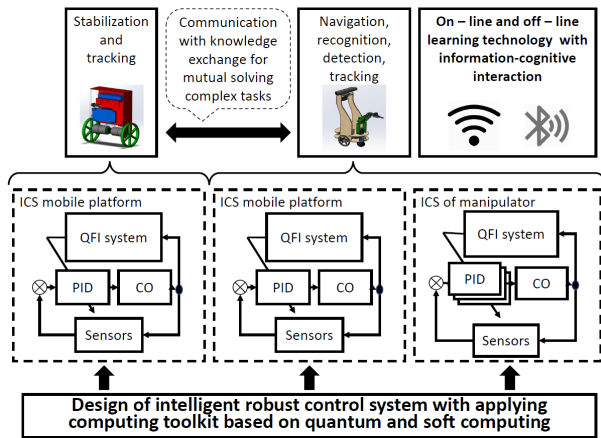 Stabilization
and
tracking
Communication
with knowledge
exchange for
mutual solving
complex tasks
Navigation,
recognition,
detection,
tracking
On – line and off – line
learning technology with
information-cognitive
interaction
ICS mobile platform
QFI system
PID
CO
Sensors
ICS mobile platform
QFI system
PID
CO
Sensors
ICS of manipulator
QFI system
PID
CO
Sensors
Design of intelligent robust control system with applying
computing toolkit based on quantum and soft computing